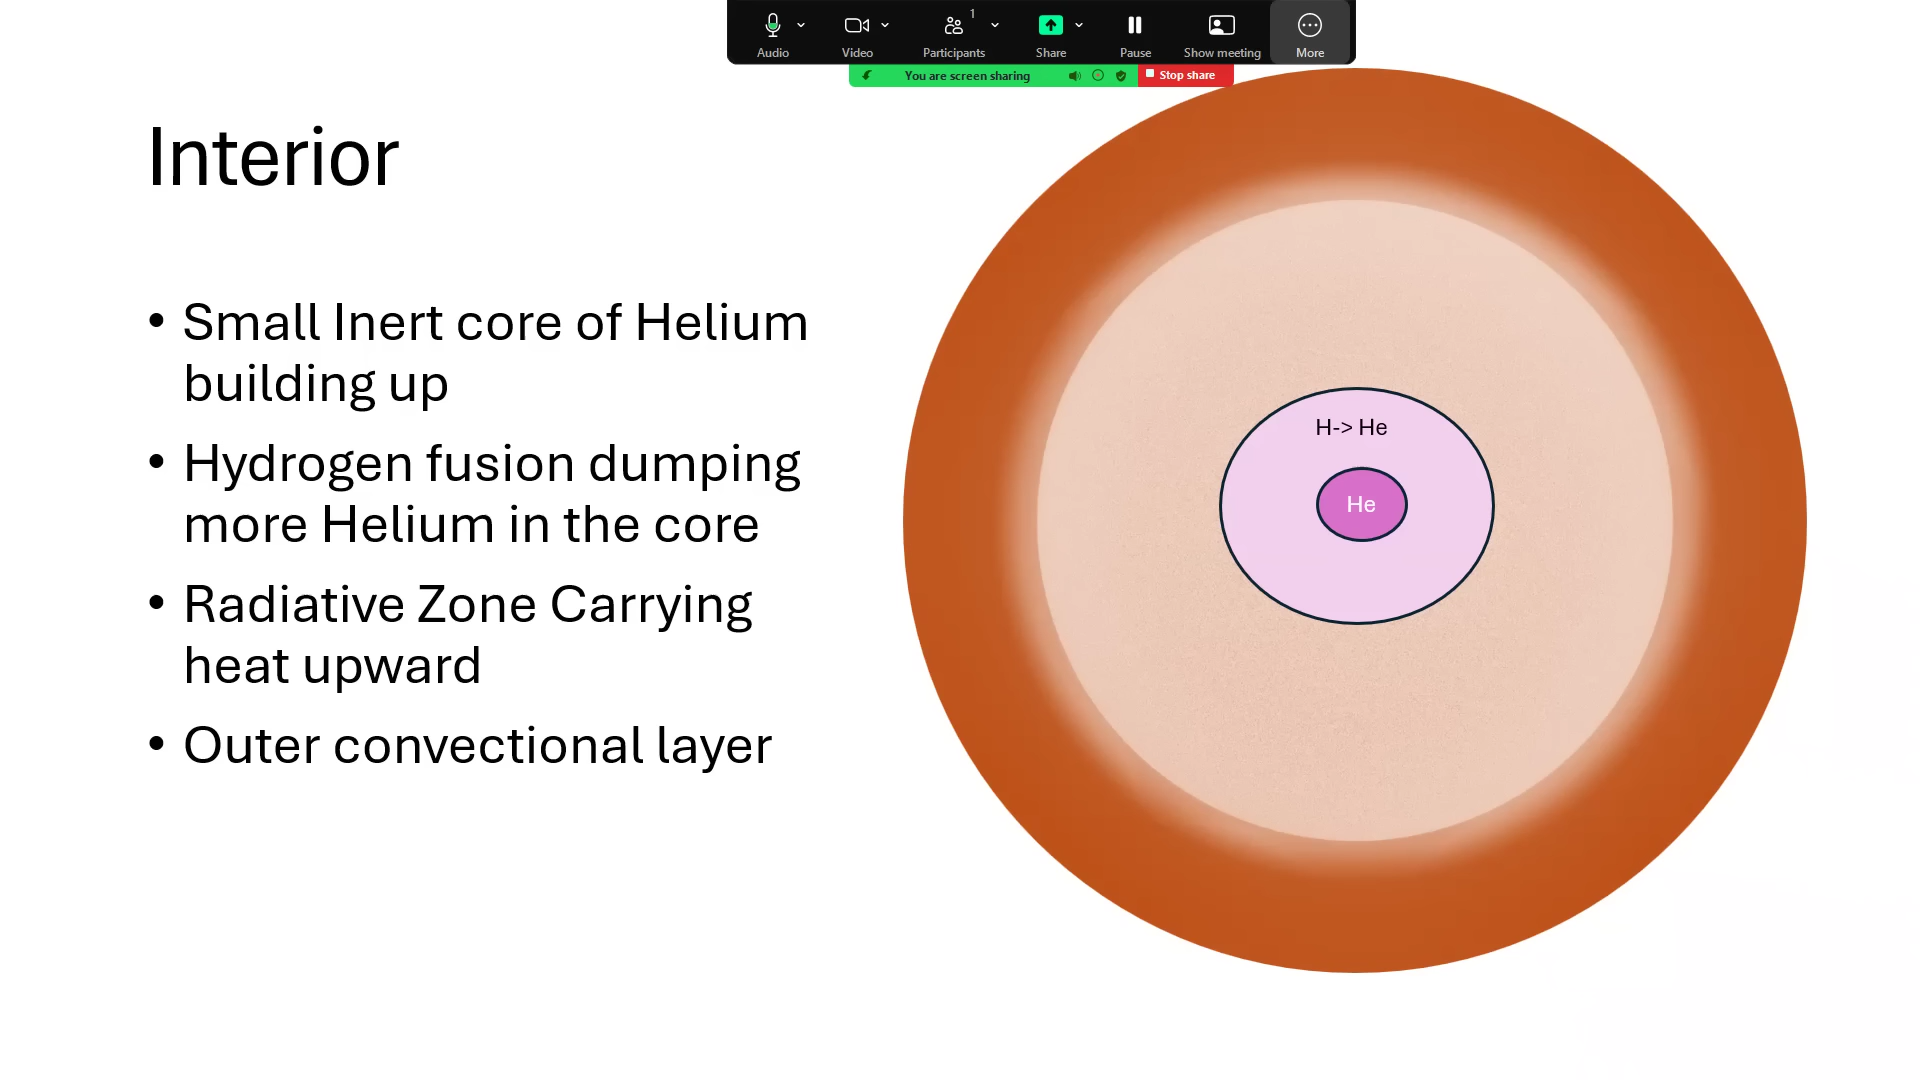 1
Audio
Video
Participants
Share
Pause
Show meeting
More
You are screen sharing
Stop share
Interior
• Small Inert core of Helium
building up
• Hydrogen fusion dumping
more Helium in the core
• Radiative Zone Carrying
heat upward
• Outer convectional layer
H-> He
He